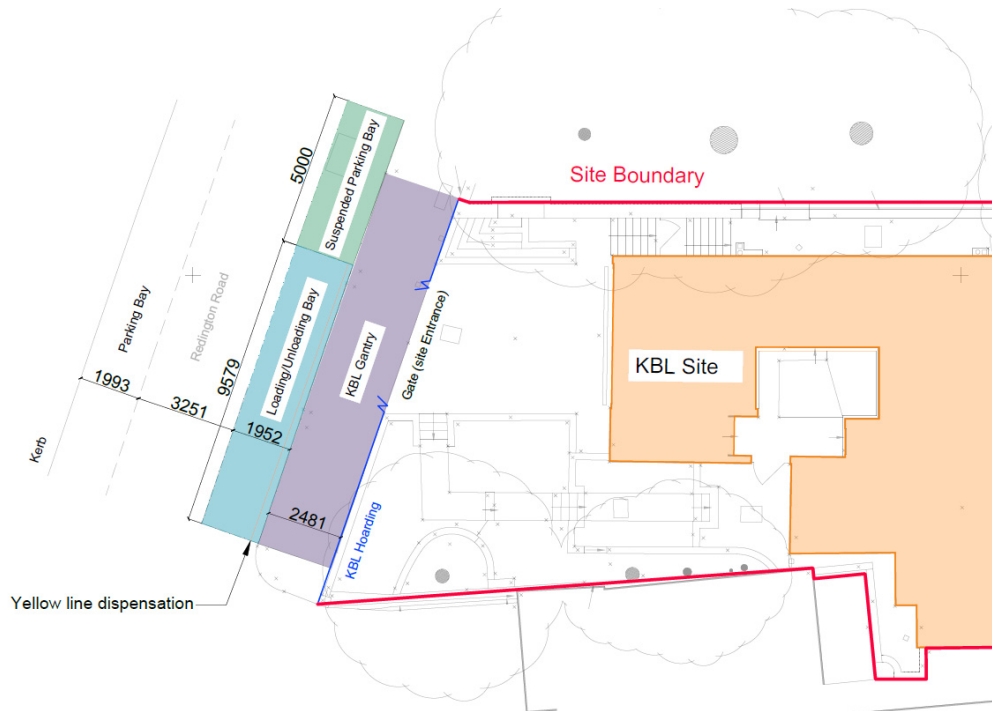 Site Boundary
5000
Suspended Parking Bay
Parking Bay
Redington Road
Loading/Unloading Bay
KBL Gantry
Gate (site Entrance)
KBL Site
1993
3251
9579
1952
Kerb
2481
KBL Hoarding
Yellow line dispensation